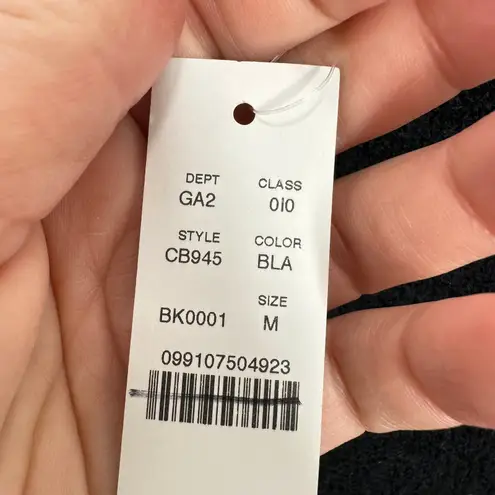 DEPT CLASS
GA2 010
STYLE COLOR
CB945 BLA
SIZE
BK0001 M
099107504923